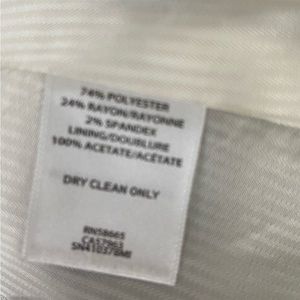 74% POLYESTER
24% RAYON/RAYONNE
2% SPANDEX
LINING/DOUBLURE
100% ACETATE/ACÉTATE
DRY CLEAN ONLY
RN58665
CA57963